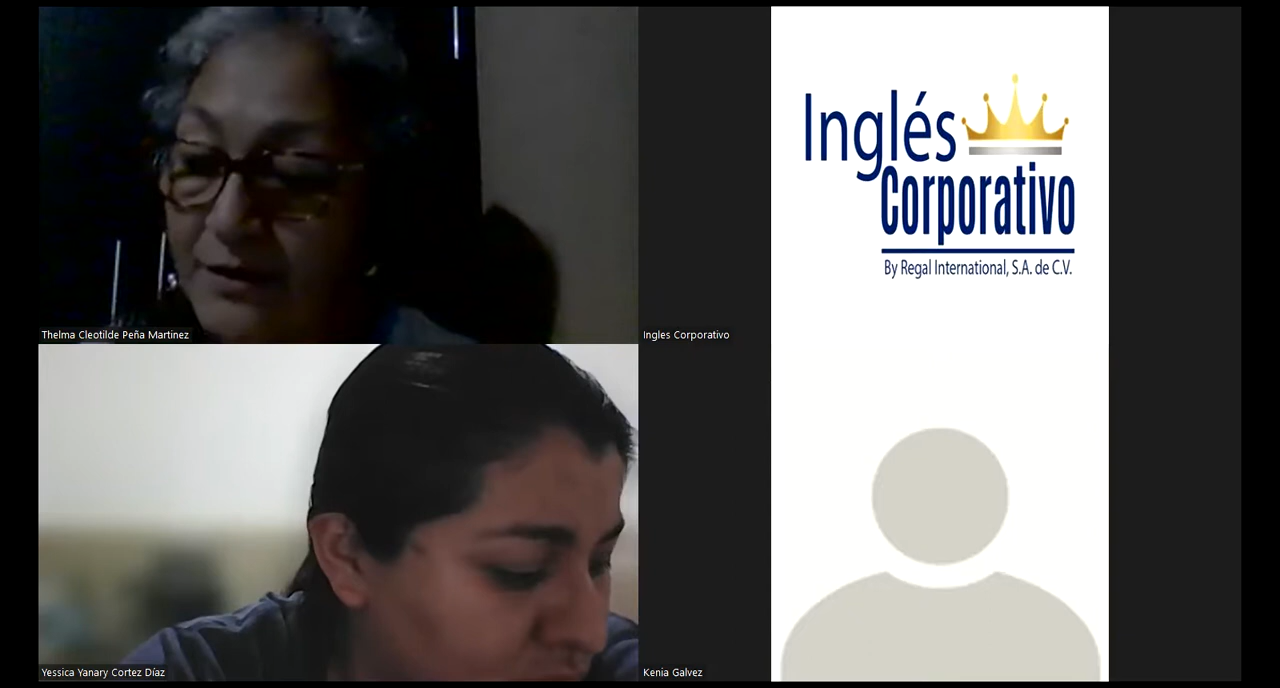 Inglés
Corporativo
By Regal International, S.A. de C.V.
Thelma Cleotilde Peña Martinez
Ingles Corporativo
Yessica Yanary Cortez Díaz
Kenia Galvez